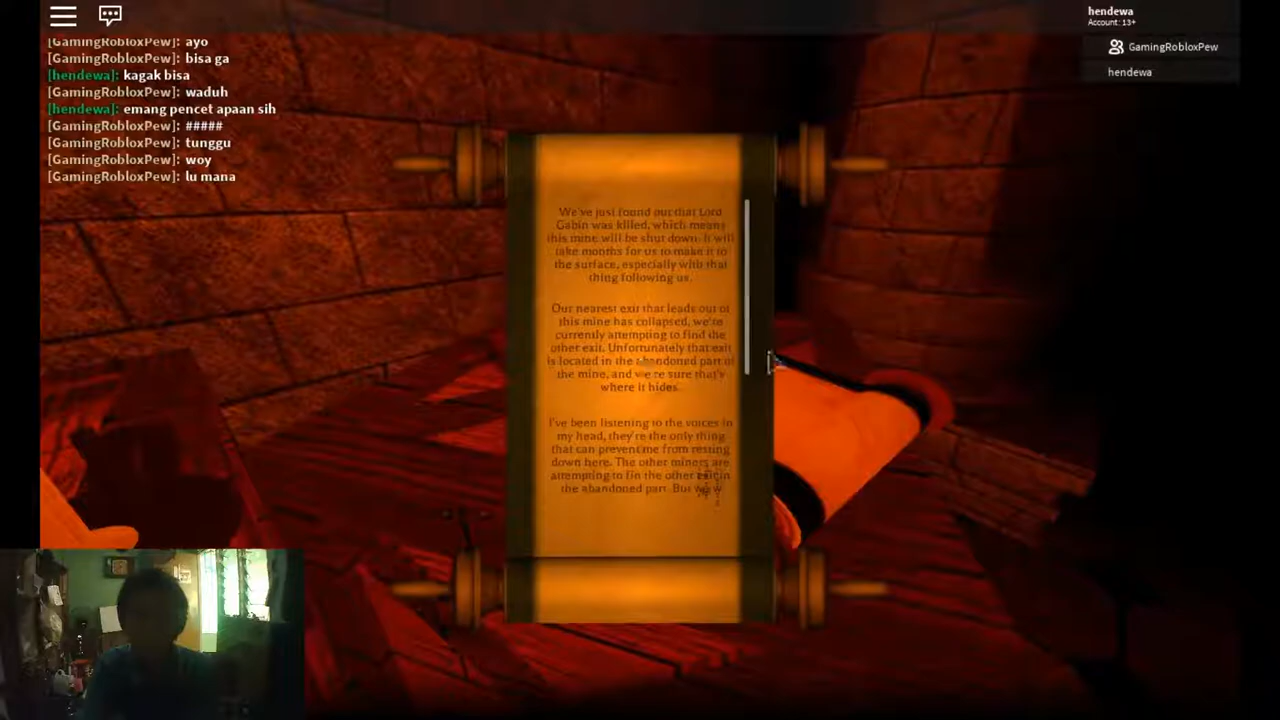 hendewa
Account: 13+
GamingRobloxPew
hendewa
[GamingRobloxPew]: ayo
[GamingRobloxPew]: bisa ga
[hendewa]: kagak bisa
[GamingRobloxPew]: waduh
[hendewa]: emang pencet apaan sih
[GamingRobloxPew]: #####
[GamingRobloxPew]: tunggu
[GamingRobloxPew]: woy
[GamingRobloxPew]: lu mana
We've just found out that Lord
Gabin was killed, which means
this mine will be shut down. It will
take months for us to make it to
the surface, especially with that
thing following us.
Our nearest exit that leads out of
this mine has collapsed, we're
currently attempting to find the
other exit. Unfortunately that exit
is located in the abandoned part of
the mine, and we're sure that's
where it hides.
I've been listening to the voices in
my head, they're the only thing
that can prevent me from resting
down here. The other miners are
attempting to fin the other exit in
the abandoned part. But